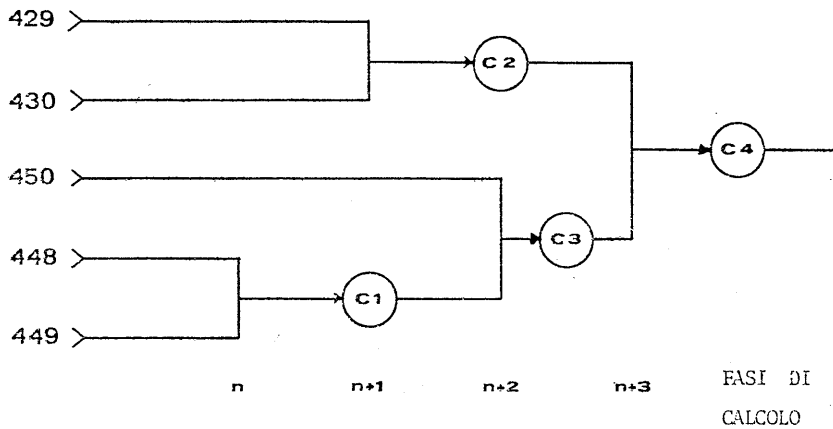 429
C2
430
C4
450
C3
448
C1
449
n n+1 n+2 n+3 FASI DI
CALCOLO